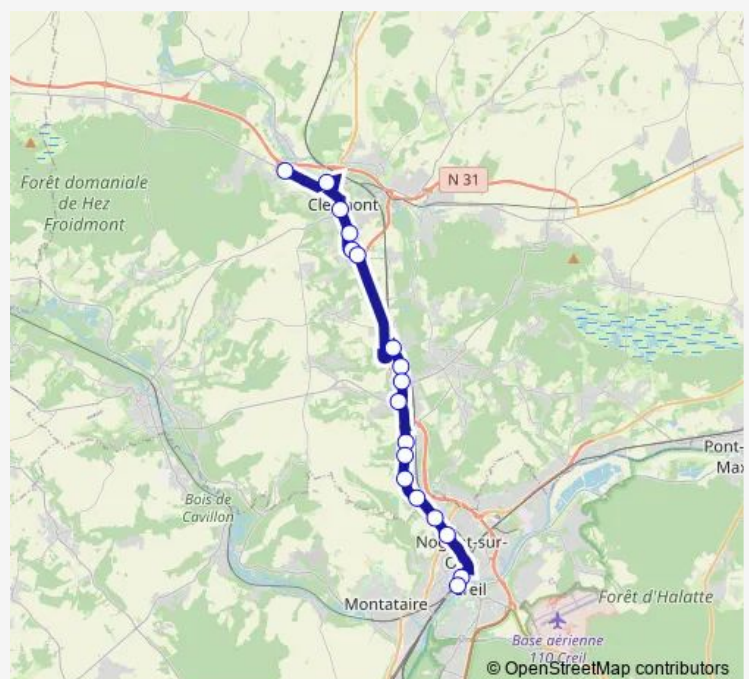 N 31
Forêt domaniale
de Hez
Froidmont
Pont-
Max
Bois de
Cavillon
Montataire
Forêt d'Halatte
Base aérienne
110 Creil
© OpenStreetMap contributors